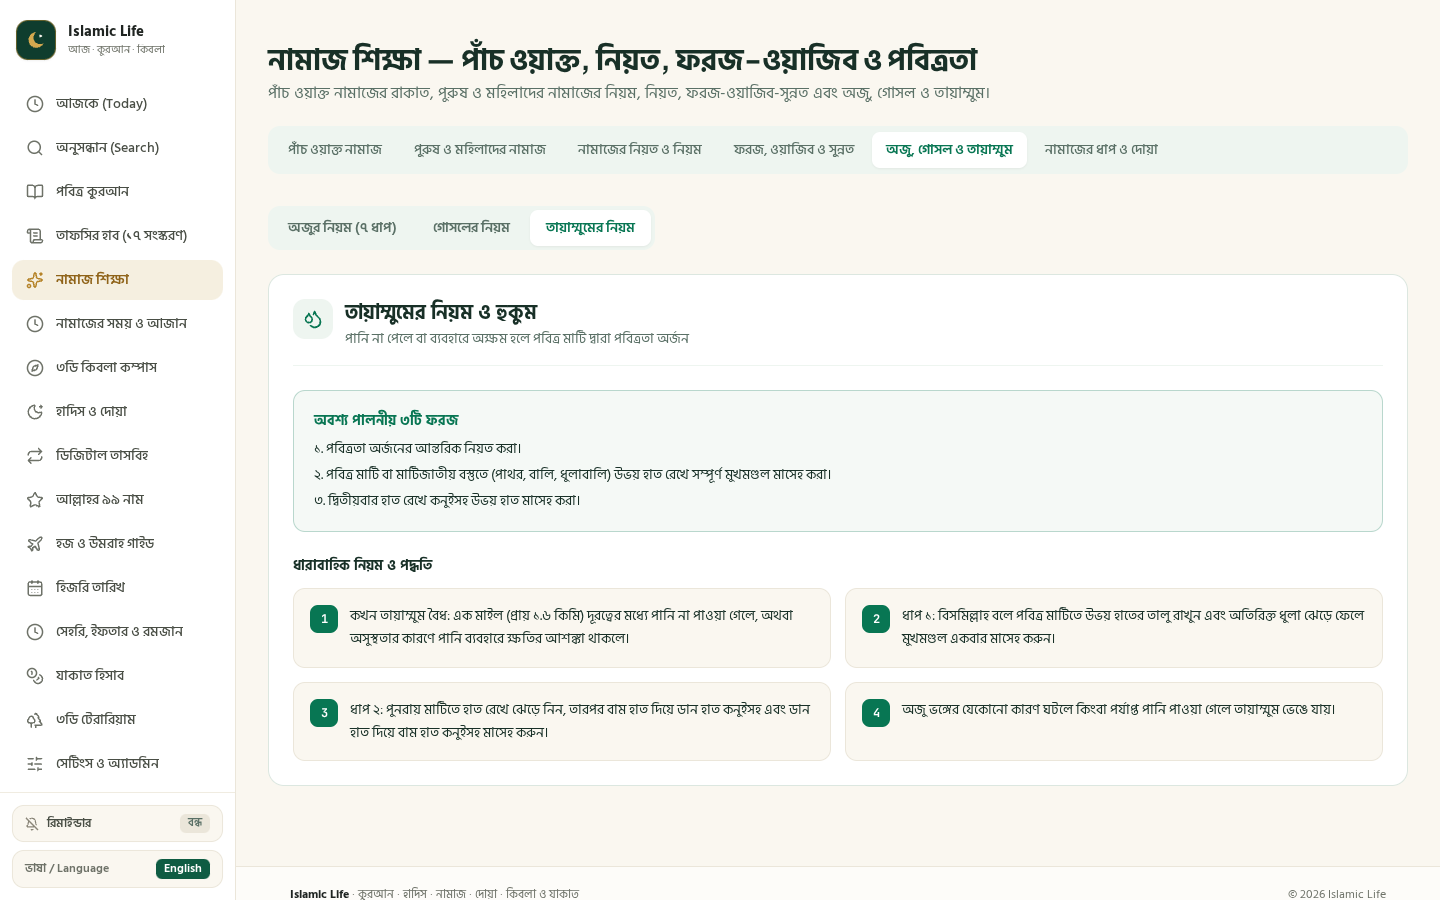 Islamic Life
আজ · কুরআন · কিবলা
আজকে (Today)
অনুসন্ধান (Search)
পবিত্র কুরআন
তাফসির হাব (১৭ সংস্করণ)
নামাজ শিক্ষা
নামাজের সময় ও আজান
৩ডি কিবলা কম্পাস
হাদিস ও দোয়া
ডিজিটাল তাসবিহ
আল্লাহর ৯৯ নাম
হজ ও উমরাহ গাইড
হিজরি তারিখ
সেহরি, ইফতার ও রমজান
যাকাত হিসাব
৩ডি টেরারিয়াম
সেটিংস ও অ্যাডমিন
রিমাইন্ডার
বন্ধ
ভাষা / Language
English
নামাজ শিক্ষা — পাঁচ ওয়াক্ত, নিয়ত, ফরজ-ওয়াজিব ও পবিত্রতা
পাঁচ ওয়াক্ত নামাজের রাকাত, পুরুষ ও মহিলাদের নামাজের নিয়ম, নিয়ত, ফরজ-ওয়াজিব-সুন্নত এবং অজু, গোসল ও তায়াম্মুম।
পাঁচ ওয়াক্ত নামাজ
পুরুষ ও মহিলাদের নামাজ
নামাজের নিয়ত ও নিয়ম
ফরজ, ওয়াজিব ও সুন্নত
অজু, গোসল ও তায়াম্মুম
নামাজের ধাপ ও দোয়া
অজুর নিয়ম (৭ ধাপ)
গোসলের নিয়ম
তায়াম্মুমের নিয়ম
তায়াম্মুমের নিয়ম ও হুকুম
পানি না পেলে বা ব্যবহারে অক্ষম হলে পবিত্র মাটি দ্বারা পবিত্রতা অর্জন
অবশ্য পালনীয় ৩টি ফরজ
১. পবিত্রতা অর্জনের আন্তরিক নিয়ত করা।
২. পবিত্র মাটি বা মাটিজাতীয় বস্তুতে (পাথর, বালি, ধুলাবালি) উভয় হাত রেখে সম্পূর্ণ মুখমণ্ডল মাসেহ করা।
৩. দ্বিতীয়বার হাত রেখে কনুইসহ উভয় হাত মাসেহ করা।
ধারাবাহিক নিয়ম ও পদ্ধতি
1
কখন তায়াম্মুম বৈধ: এক মাইল (প্রায় ১.৬ কিমি) দূরত্বের মধ্যে পানি না পাওয়া গেলে, অথবা
অসুস্থতার কারণে পানি ব্যবহারে ক্ষতির আশঙ্কা থাকলে।
2
ধাপ ১: বিসমিল্লাহ বলে পবিত্র মাটিতে উভয় হাতের তালু রাখুন এবং অতিরিক্ত ধুলা ঝেড়ে ফেলে
মুখমণ্ডল একবার মাসেহ করুন।
3
ধাপ ২: পুনরায় মাটিতে হাত রেখে ঝেড়ে নিন, তারপর বাম হাত দিয়ে ডান হাত কনুইসহ এবং ডান
হাত দিয়ে বাম হাত কনুইসহ মাসেহ করুন।
4
অজু ভঙ্গের যেকোনো কারণ ঘটলে কিংবা পর্যাপ্ত পানি পাওয়া গেলে তায়াম্মুম ভেঙে যায়।
Islamic Life · কুরআন · হাদিস · নামাজ · দোয়া · কিবলা ও যাকাত
© 2026 Islamic Life